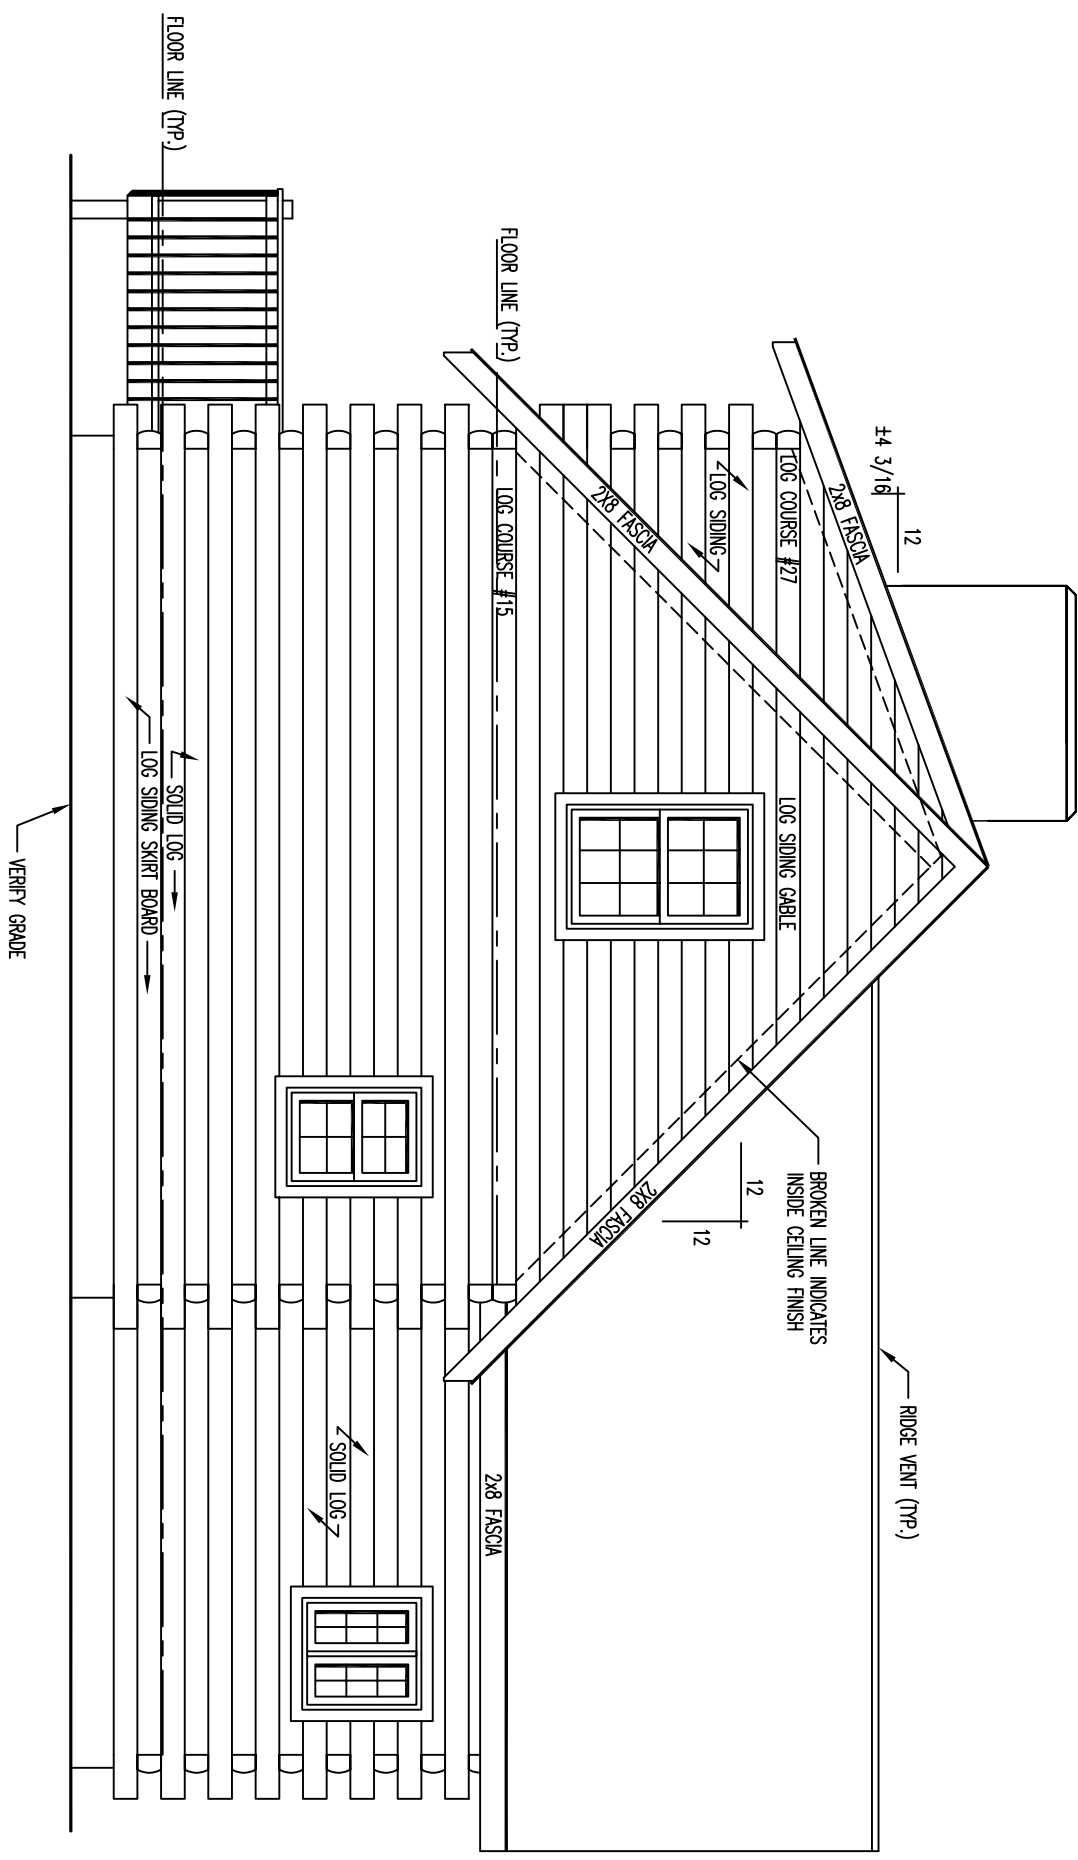 RIDGE VENT (TYP.)
12
±4 3/16
2x8 FASCIA
BROKEN LINE INDICATES
INSIDE CEILING FINISH
LOG COURSE #27
LOG SIDING GABLE
12
12
LOG SIDING
2X8 FASCIA
2X8 FASCIA
FLOOR LINE (TYP.)
LOG COURSE #15
2x8 FASCIA
SOLID LOG
FLOOR LINE (TYP.)
SOLID LOG
LOG SIDING SKIRT BOARD
VERIFY GRADE